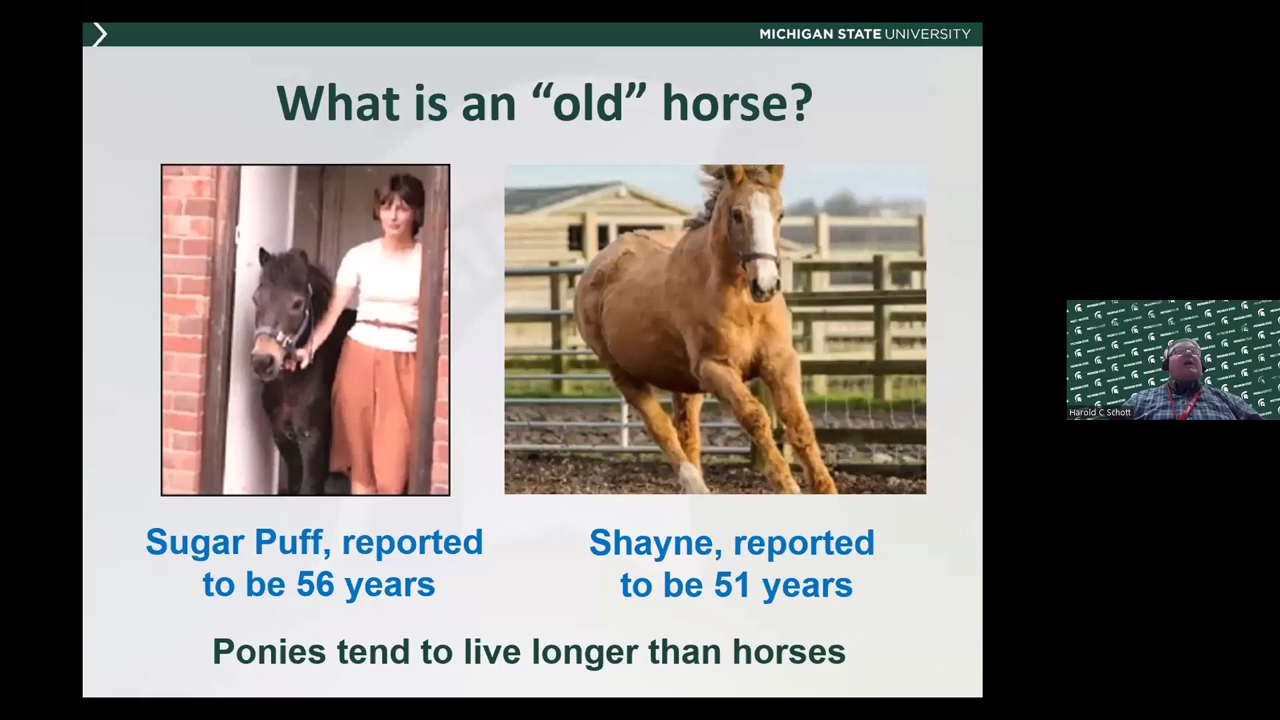 MICHIGAN STATE UNIVERSITY
What is an “old” horse?
Sugar Puff, reported
to be 56 years
Shayne, reported
to be 51 years
Ponies tend to live longer than horses
Harold C Schott